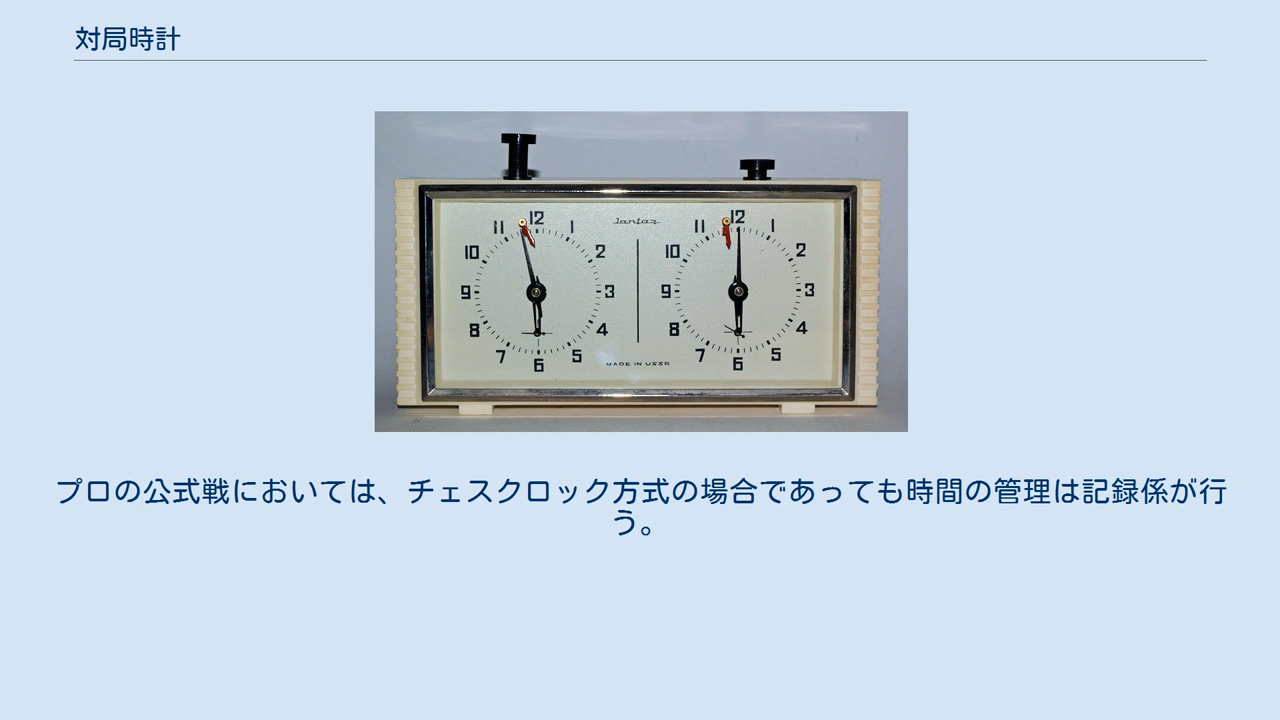 対局時計
Jantar
12 1 2 3 4 5 6 7 8 9 10 11
12 1 2 3 4 5 6 7 8 9 10 11
MADE IN USSR
プロの公式戦においては、チェスクロック方式の場合であっても時間の管理は記録係が行
う。